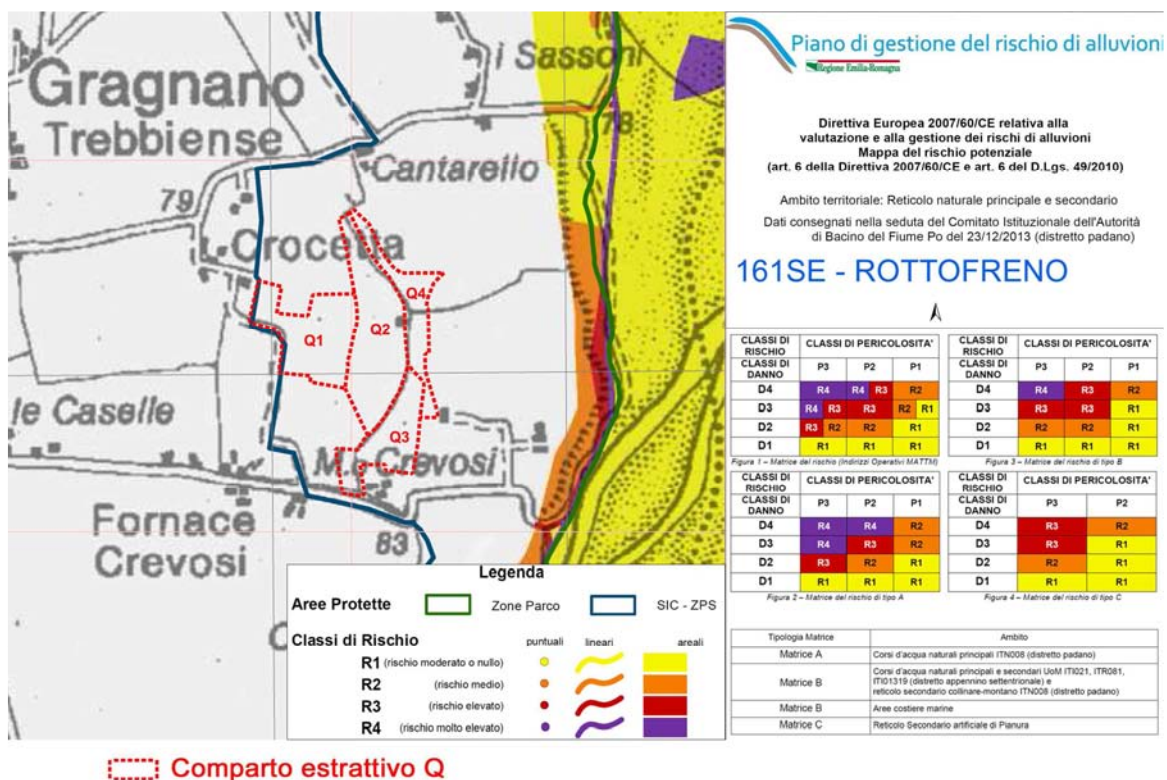 Gragnano
Trebbiense
i Sassoni
78
Cantarello
79
Crocetta
Q4
Q2
Q1
le Caselle
Q3
M. Crevosi
Fornace
Crevosi
83
Legenda
Aree Protette Zone Parco SIC - ZPS
Classi di Rischio puntuali lineari areali
R1 (rischio moderato o nullo)
R2 (rischio medio)
R3 (rischio elevato)
R4 (rischio molto elevato)
Comparto estrattivo Q
Piano di gestione del rischio di alluvioni
Regione Emilia-Romagna
Direttiva Europea 2007/60/CE relativa alla
valutazione e alla gestione dei rischi di alluvioni
Mappa del rischio potenziale
(art. 6 della Direttiva 2007/60/CE e art. 6 del D.Lgs. 49/2010)
Ambito territoriale: Reticolo naturale principale e secondario
Dati consegnati nella seduta del Comitato Istituzionale dell'Autorità
di Bacino del Fiume Po del 23/12/2013 (distretto padano)
161SE - ROTTOFRENO
CLASSI DI RISCHIO CLASSI DI PERICOLOSITA'
CLASSI DI DANNO P3 P2 P1
D4 R4 R4 R3 R2
D3 R4 R3 R3 R2 R1
D2 R3 R2 R2 R1
D1 R1 R1 R1
Figura 1 – Matrice del rischio (Indirizzi Operativi MATTM)
CLASSI DI RISCHIO CLASSI DI PERICOLOSITA'
CLASSI DI DANNO P3 P2 P1
D4 R4 R3 R2
D3 R3 R3 R1
D2 R2 R2 R1
D1 R1 R1 R1
Figura 3 – Matrice del rischio di tipo B
CLASSI DI RISCHIO CLASSI DI PERICOLOSITA'
CLASSI DI DANNO P3 P2 P1
D4 R4 R4 R2
D3 R4 R3 R2
D2 R3 R2 R1
D1 R1 R1 R1
Figura 2 – Matrice del rischio di tipo A
CLASSI DI RISCHIO CLASSI DI PERICOLOSITA'
CLASSI DI DANNO P3 P2
D4 R3 R2
D3 R3 R1
D2 R2 R1
D1 R1 R1
Figura 4 – Matrice del rischio di tipo C
Tipologia Matrice Ambito
Matrice A Corsi d'acqua naturali principali ITN008 (distretto padano)
Matrice B Corsi d'acqua naturali principali e secondari UoM ITI021, ITR081,
ITI01319 (distretto appennino settentrionale) e
reticolo secondario collinare-montano ITN008 (distretto padano)
Matrice B Aree costiere marine
Matrice C Reticolo Secondario artificiale di Pianura